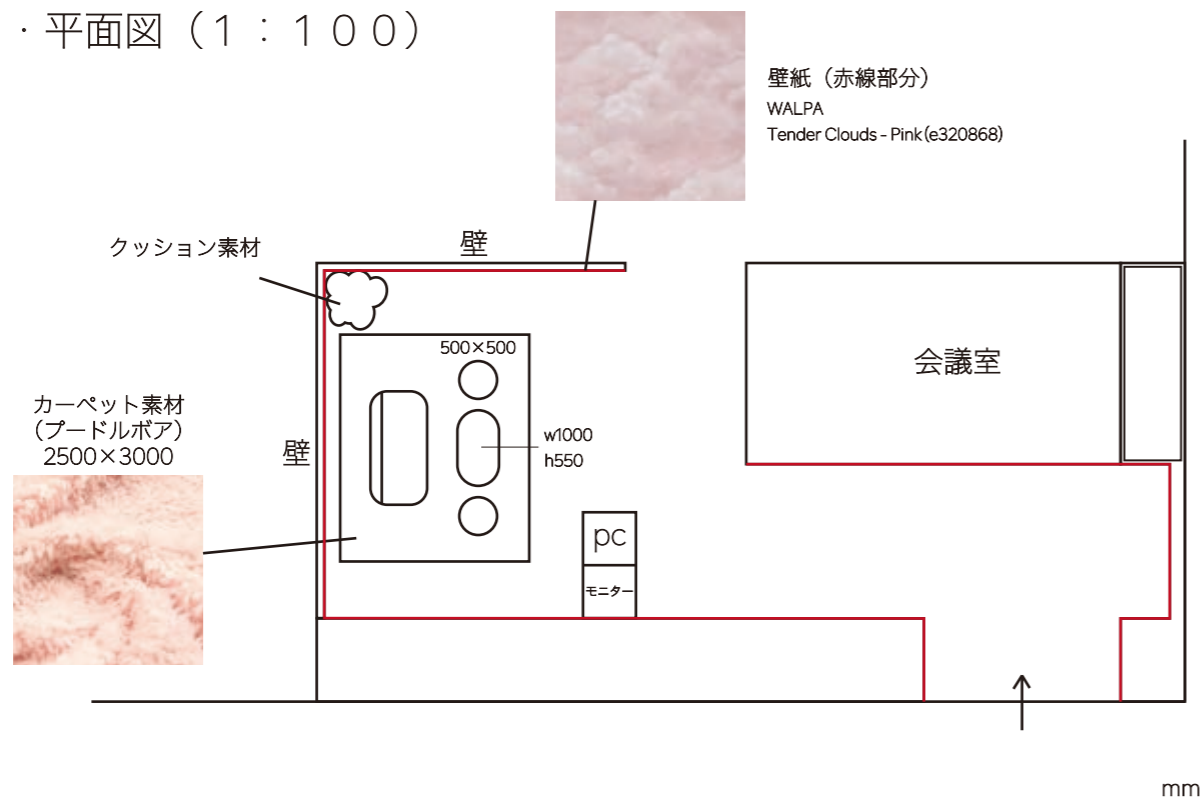 ・平面図（１：１００）
壁紙（赤線部分）
WALPA
Tender Clouds - Pink(e320868)
クッション素材
壁
500×500
会議室
カーペット素材
（プードルボア）
2500×3000
壁
w1000
h550
pc
モニター
mm